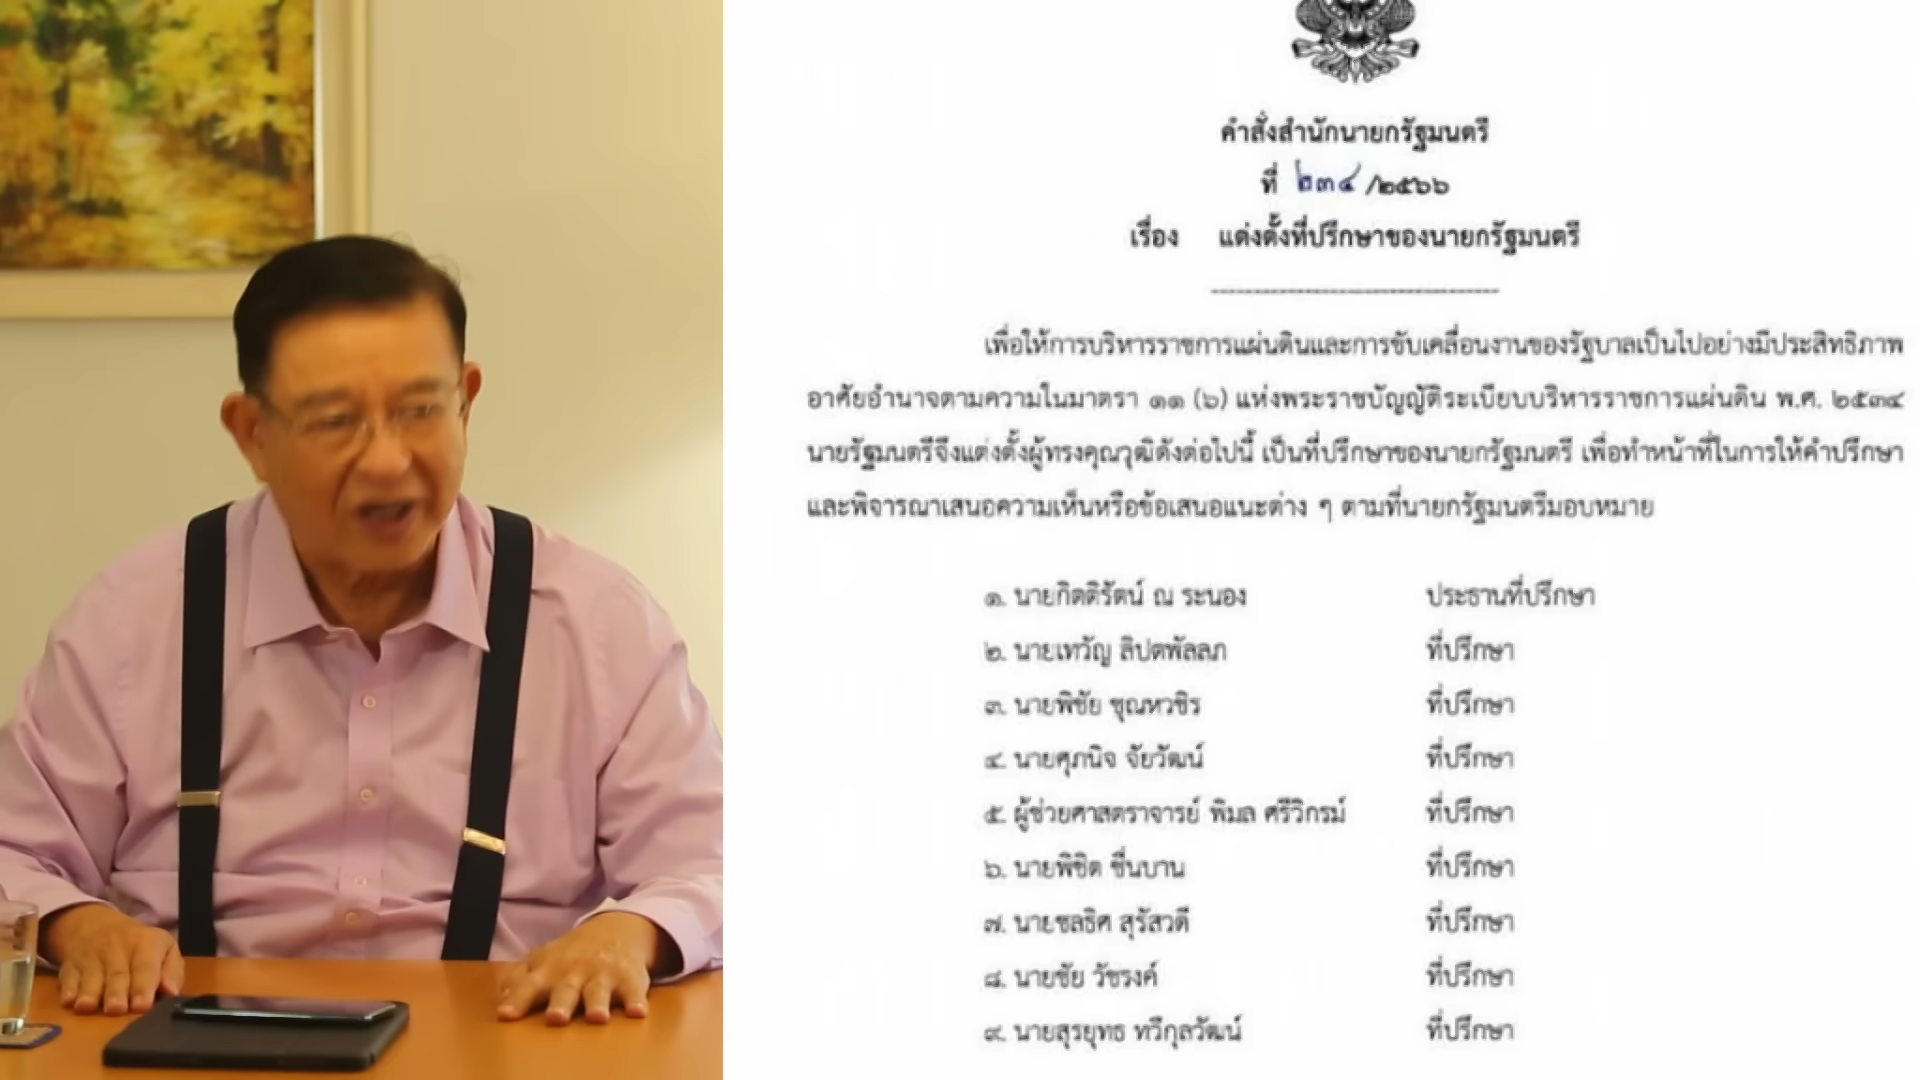 คำสั่งสำนักนายกรัฐมนตรี
ที่ ๒๓๔ /๒๕๖๖
เรื่อง แต่งตั้งที่ปรึกษาของนายกรัฐมนตรี
เพื่อให้การบริหารราชการแผ่นดินและการขับเคลื่อนงานของรัฐบาลเป็นไปอย่างมีประสิทธิภาพ
อาศัยอำนาจตามความในมาตรา ๑๑ (๖) แห่งพระราชบัญญัติระเบียบบริหารราชการแผ่นดิน พ.ศ. ๒๕๓๔
นายรัฐมนตรีจึงแต่งตั้งผู้ทรงคุณวุฒิดังต่อไปนี้ เป็นที่ปรึกษาของนายกรัฐมนตรี เพื่อทำหน้าที่ในการให้คำปรึกษา
และพิจารณาเสนอความเห็นหรือข้อเสนอแนะต่าง ๆ ตามที่นายกรัฐมนตรีมอบหมาย
๑. นายกิตติรัตน์ ณ ระนอง ประธานที่ปรึกษา
๒. นายเทวัญ ลิปตพัลลภ ที่ปรึกษา
๓. นายพิชัย ชุณหวชิร ที่ปรึกษา
๔. นายศุภนิจ จัยวัฒน์ ที่ปรึกษา
๕. ผู้ช่วยศาสตราจารย์ พิมล ศรีวิกรม์ ที่ปรึกษา
๖. นายพิชิต ชื่นบาน ที่ปรึกษา
๗. นายชลธิศ สุรัสวดี ที่ปรึกษา
๘. นายชัย วัชรงค์ ที่ปรึกษา
๙. นายสุรยุทธ ทวีกุลวัฒน์ ที่ปรึกษา